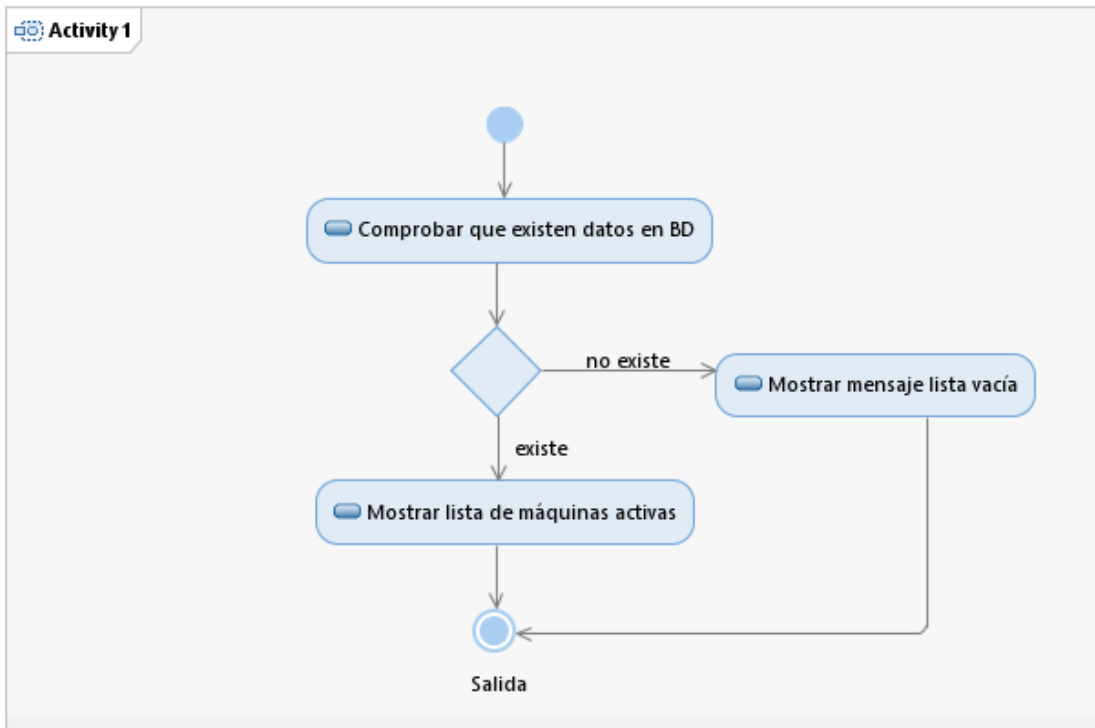 Activity 1
Comprobar que existen datos en BD
no existe
Mostrar mensaje lista vacía
existe
Mostrar lista de máquinas activas
Salida